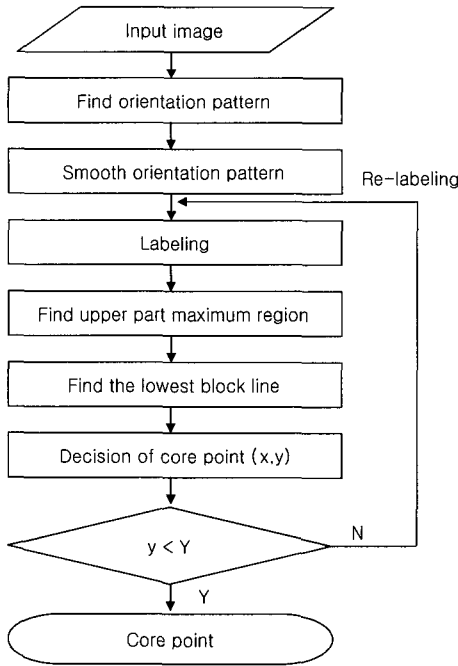 Input image
Find orientation pattern
Smooth orientation pattern
Re-labeling
Labeling
Find upper part maximum region
Find the lowest block line
Decision of core point (x,y)
y < Y
N
Y
Core point